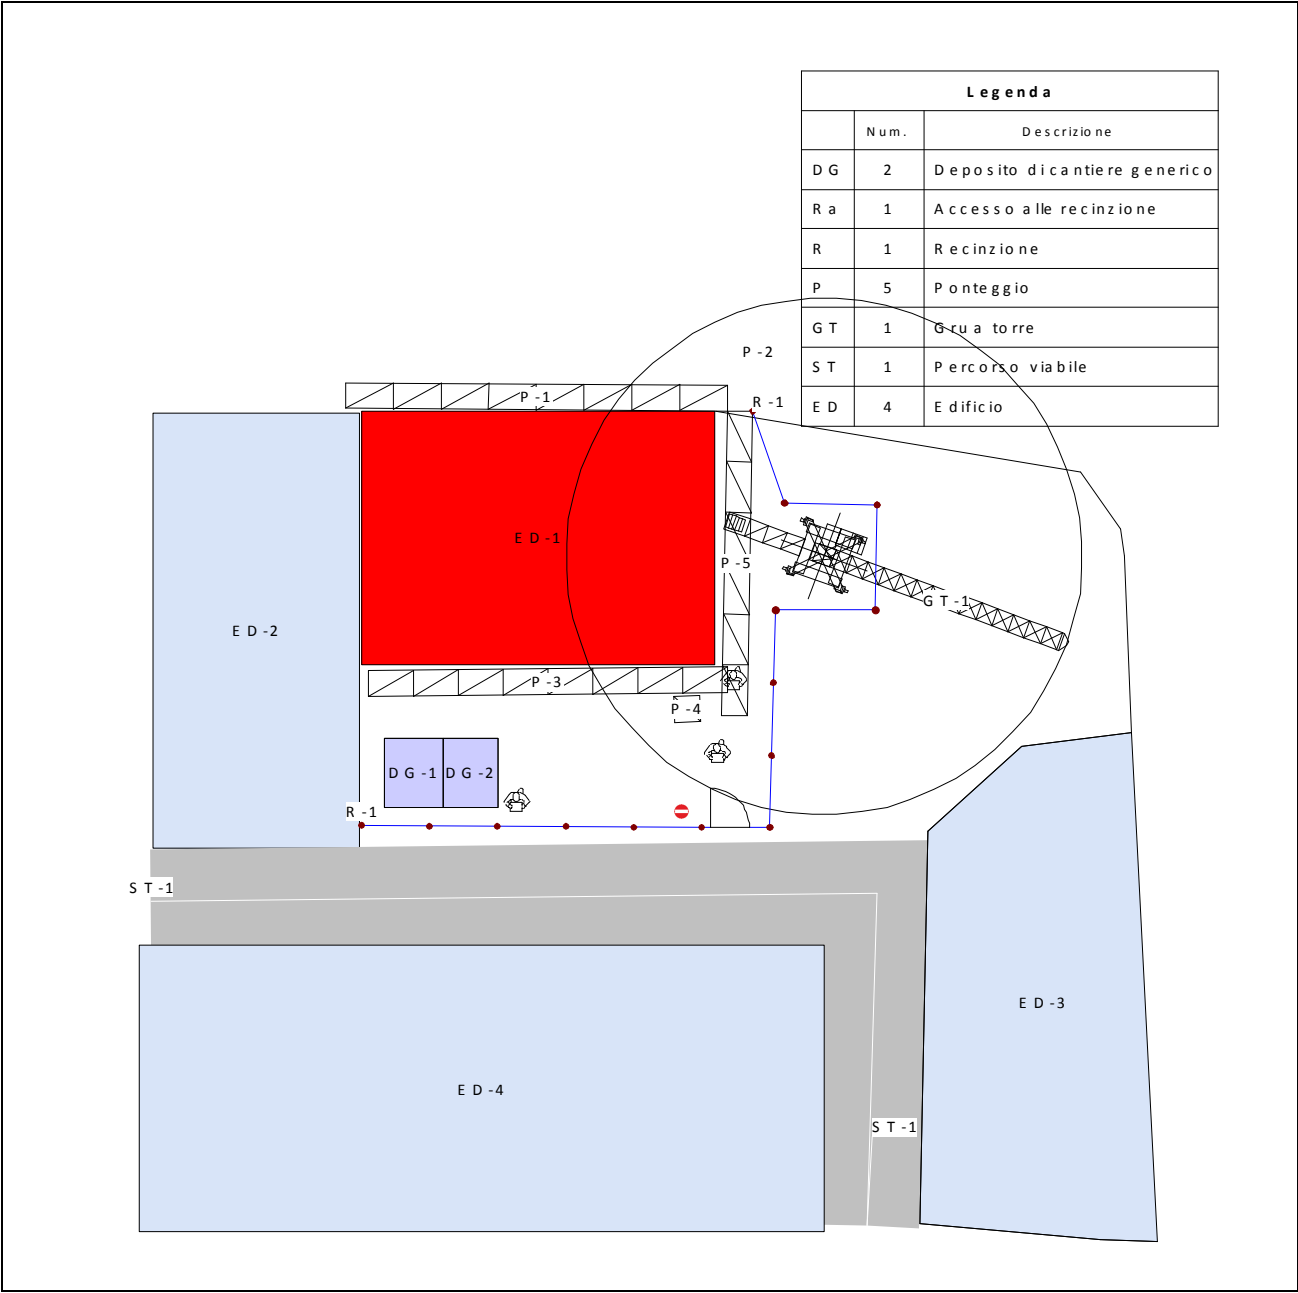 Legenda
Num. Descrizione
DG 2 Deposito di cantiere generico
Ra 1 Accesso alle recinzione
R 1 Recinzione
P 5 Ponteggio
GT 1 Grua torre
ST 1 Percorso viabile
ED 4 Edificio
P-2
P-1
R-1
ED-1
P-5
GT-1
ED-2
P-3
P-4
DG-1 DG-2
R-1
ST-1
ED-3
ED-4
ST-1